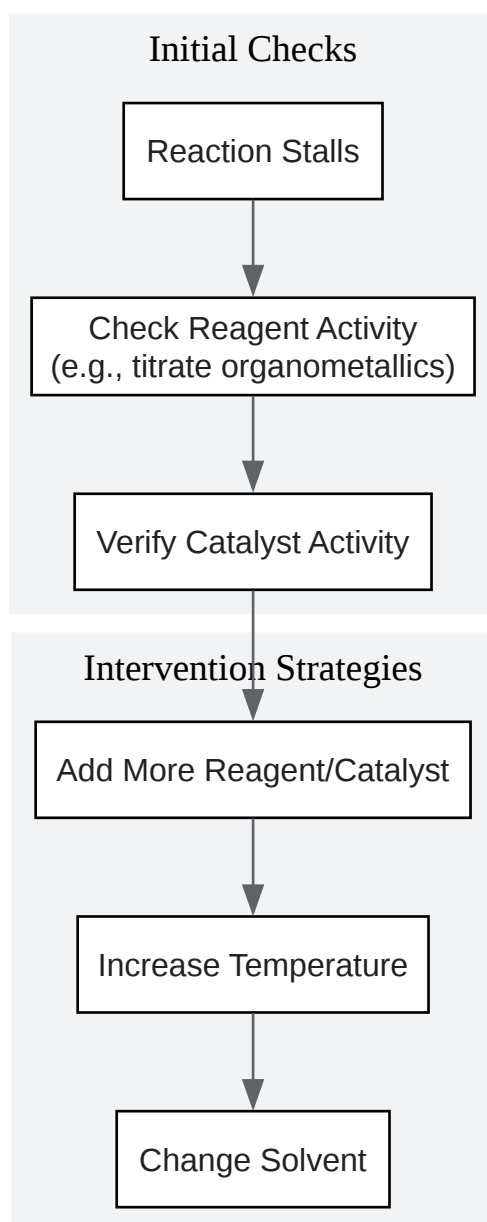 Initial Checks
Reaction Stalls
Check Reagent Activity
(e.g., titrate organometallics)
Verify Catalyst Activity
Intervention Strategies
Add More Reagent/Catalyst
Increase Temperature
Change Solvent